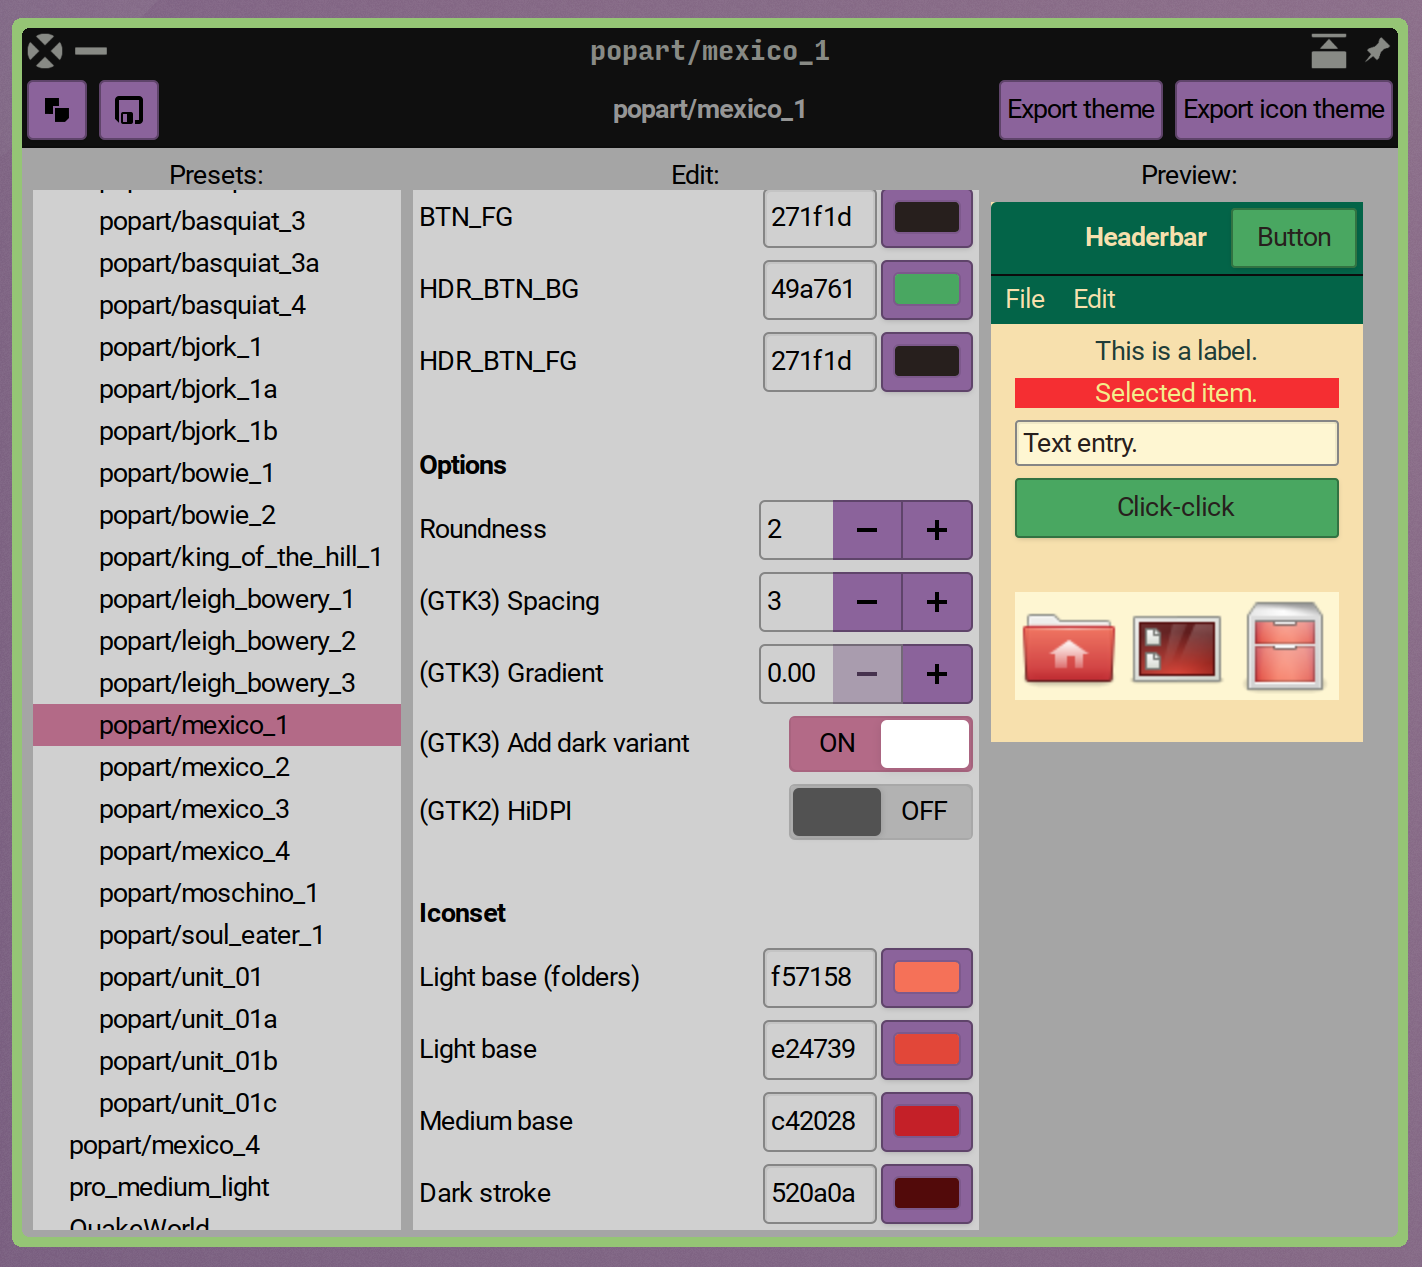 popart/mexico_1
popart/mexico_1
Export theme
Export icon theme
Presets:
popart/basquiat_3
popart/basquiat_3a
popart/basquiat_4
popart/bjork_1
popart/bjork_1a
popart/bjork_1b
popart/bowie_1
popart/bowie_2
popart/king_of_the_hill_1
popart/leigh_bowery_1
popart/leigh_bowery_2
popart/leigh_bowery_3
popart/mexico_1
popart/mexico_2
popart/mexico_3
popart/mexico_4
popart/moschino_1
popart/soul_eater_1
popart/unit_01
popart/unit_01a
popart/unit_01b
popart/unit_01c
popart/mexico_4
pro_medium_light
QuakeWorld
Edit:
BTN_FG 271f1d
HDR_BTN_BG 49a761
HDR_BTN_FG 271f1d
Options
Roundness 2 − +
(GTK3) Spacing 3 − +
(GTK3) Gradient 0.00 − +
(GTK3) Add dark variant ON
(GTK2) HiDPI OFF
Iconset
Light base (folders) f57158
Light base e24739
Medium base c42028
Dark stroke 520a0a
Preview:
Headerbar Button
File Edit
This is a label.
Selected item.
Text entry.
Click-click